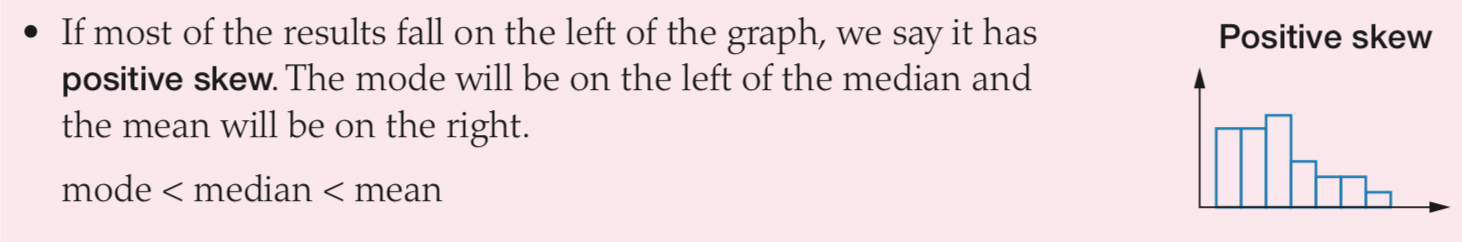 • If most of the results fall on the left of the graph, we say it has
positive skew. The mode will be on the left of the median and
the mean will be on the right.
mode < median < mean
Positive skew